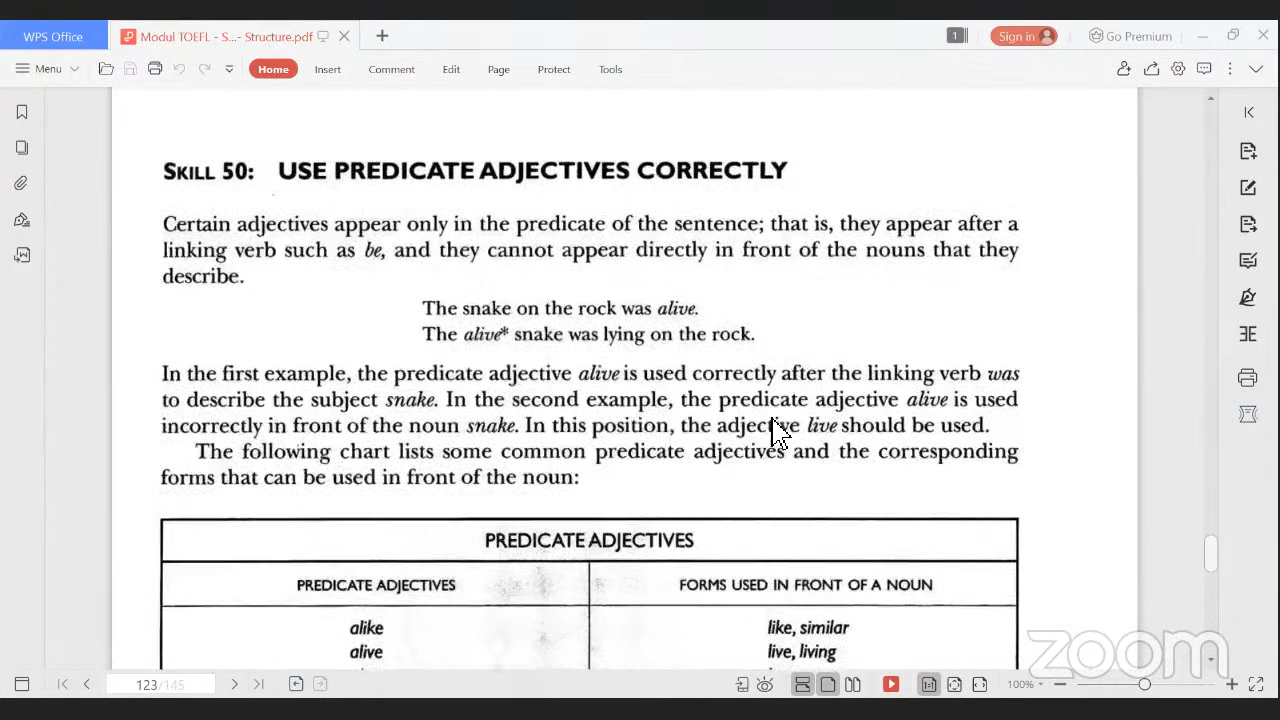 WPS Office
Modul TOEFL - S...- Structure.pdf
1
Sign in
Go Premium
Menu
Home
Insert
Comment
Edit
Page
Protect
Tools
SKILL 50: USE PREDICATE ADJECTIVES CORRECTLY
Certain adjectives appear only in the predicate of the sentence; that is, they appear after a
linking verb such as be, and they cannot appear directly in front of the nouns that they
describe.
The snake on the rock was alive.
The alive* snake was lying on the rock.
In the first example, the predicate adjective alive is used correctly after the linking verb was
to describe the subject snake. In the second example, the predicate adjective alive is used
incorrectly in front of the noun snake. In this position, the adjective live should be used.
The following chart lists some common predicate adjectives and the corresponding
forms that can be used in front of the noun:
PREDICATE ADJECTIVES
PREDICATE ADJECTIVES
FORMS USED IN FRONT OF A NOUN
alike
like, similar
alive
live, living
zoom
123/145
100%